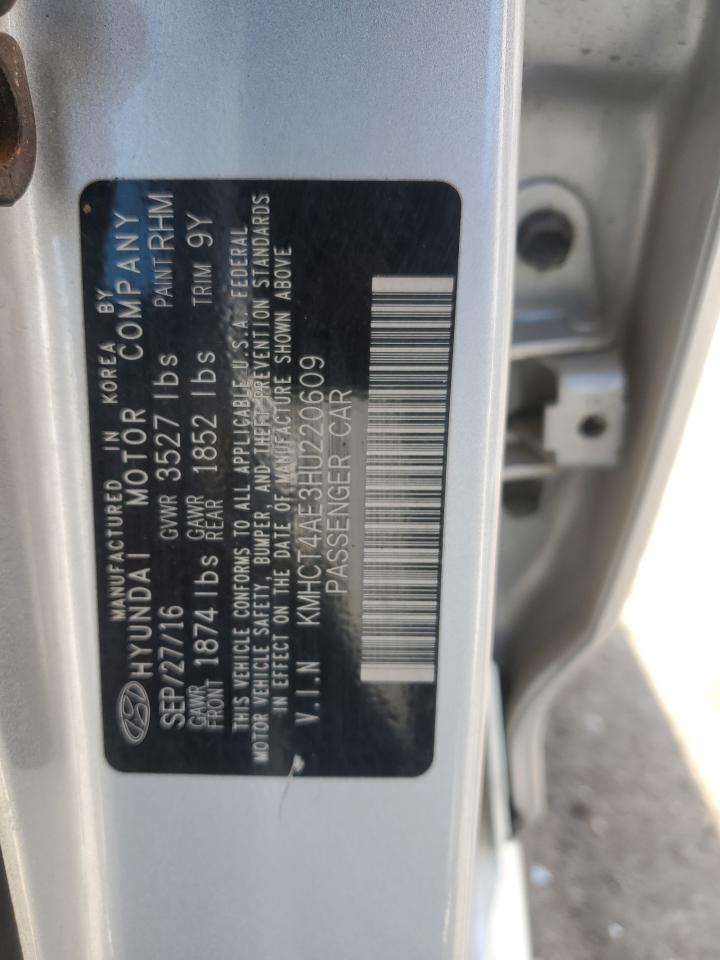 MANUFACTURED IN KOREA BY
HYUNDAI MOTOR COMPANY
SEP/27/16 GVWR 3527 lbs PAINT RHM
GAWR FRONT 1874 lbs GAWR REAR 1852 lbs TRIM 9Y
THIS VEHICLE CONFORMS TO ALL APPLICABLE U.S.A. FEDERAL
MOTOR VEHICLE SAFETY, BUMPER, AND THEFT PREVENTION STANDARDS
IN EFFECT ON THE DATE OF MANUFACTURE SHOWN ABOVE
V.I.N KMHCT4AE3HU220609
PASSENGER CAR